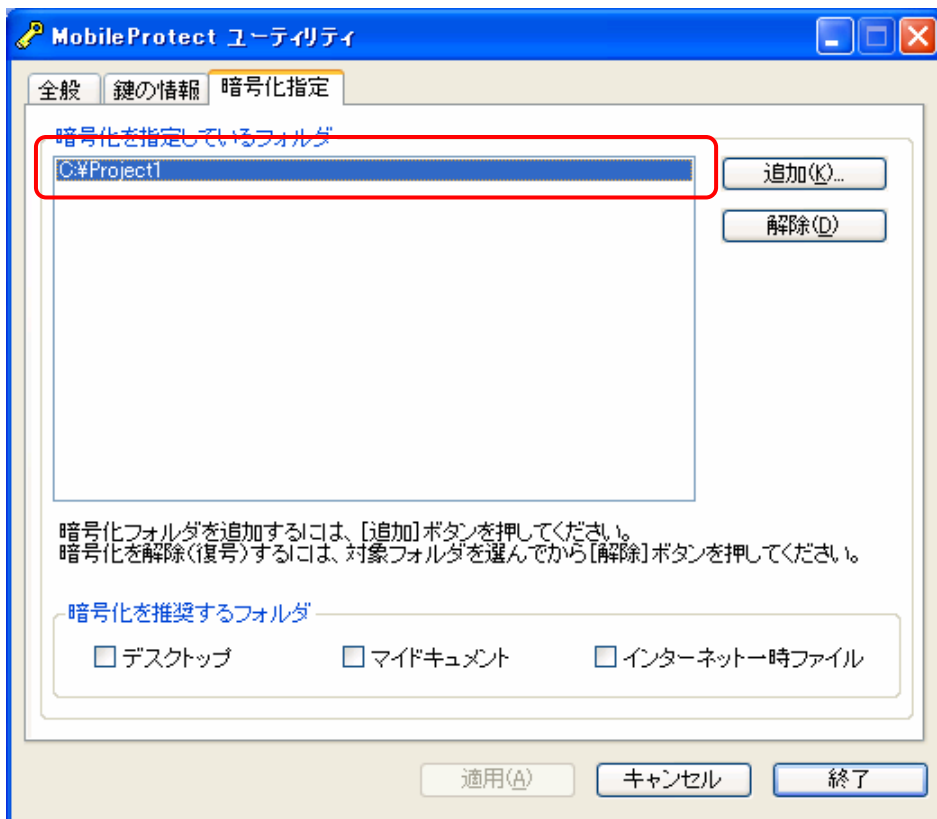 MobileProtect ユーティリティ
全般 鍵の情報 暗号化指定
暗号化を指定しているフォルダ
C:¥Project1
追加(K)...
解除(D)
暗号化フォルダを追加するには、[追加]ボタンを押してください。
暗号化を解除(復号)するには、対象フォルダを選んでから[解除]ボタンを押してください。
暗号化を推奨するフォルダ
デスクトップ マイドキュメント インターネット一時ファイル
適用(A) キャンセル 終了